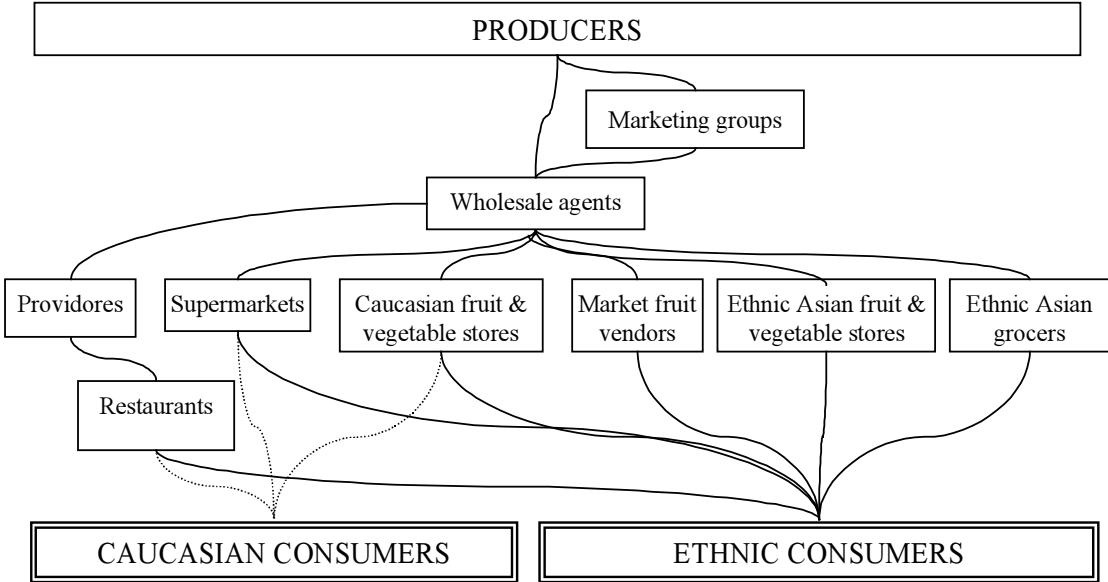 PRODUCERS
Marketing groups
Wholesale agents
Providores
Supermarkets
Caucasian fruit &
vegetable stores
Market fruit
vendors
Ethnic Asian fruit &
vegetable stores
Ethnic Asian
grocers
Restaurants
CAUCASIAN CONSUMERS
ETHNIC CONSUMERS